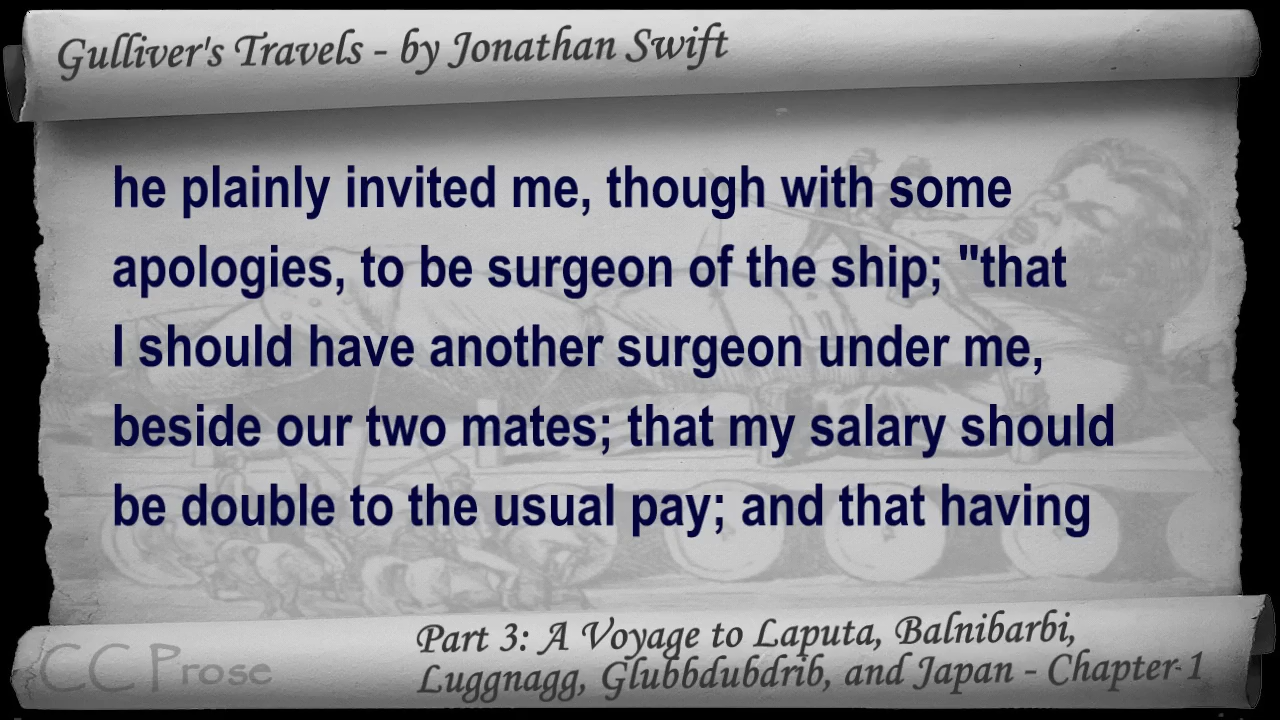 Gulliver's Travels - by Jonathan Swift
he plainly invited me, though with some
apologies, to be surgeon of the ship; "that
I should have another surgeon under me,
beside our two mates; that my salary should
be double to the usual pay; and that having
CC Prose
Part 3: A Voyage to Laputa, Balnibarbi,
Luggnagg, Glubbdubdrib, and Japan - Chapter 1